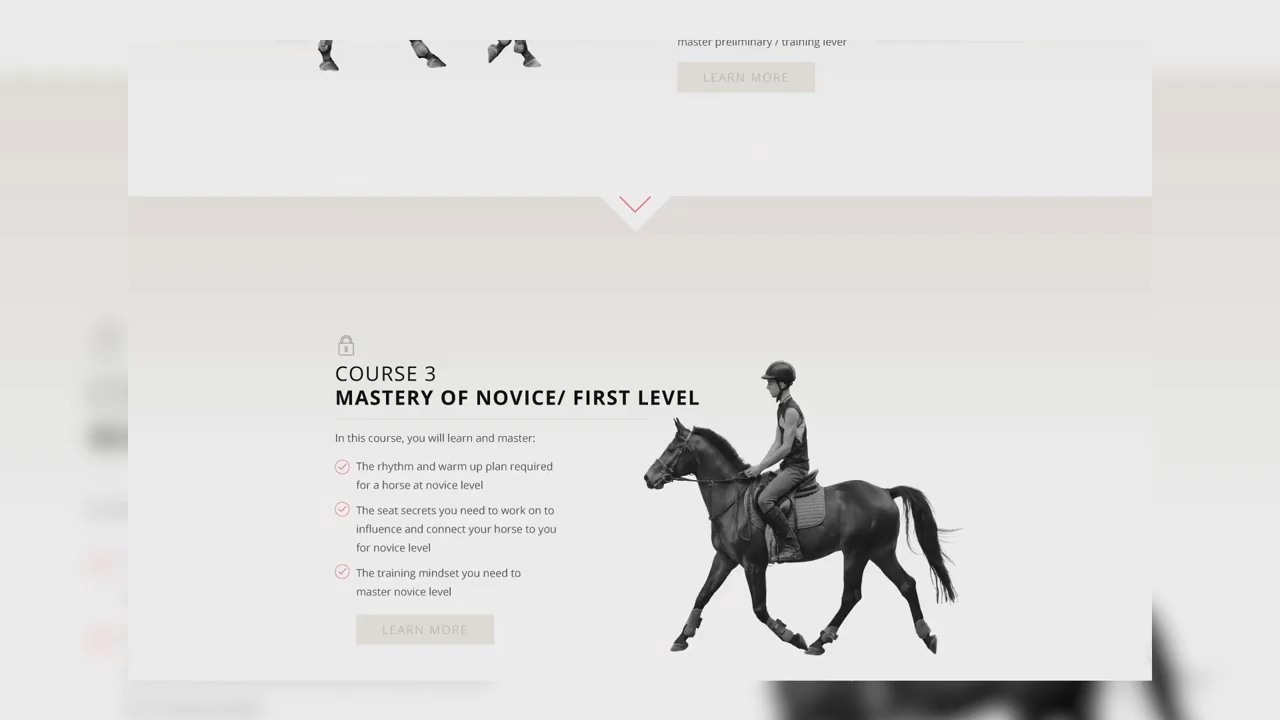 master preliminary / training level
LEARN MORE
COURSE 3
MASTERY OF NOVICE/ FIRST LEVEL
In this course, you will learn and master:
The rhythm and warm up plan required
for a horse at novice level
The seat secrets you need to work on to
influence and connect your horse to you
for novice level
The training mindset you need to
master novice level
LEARN MORE